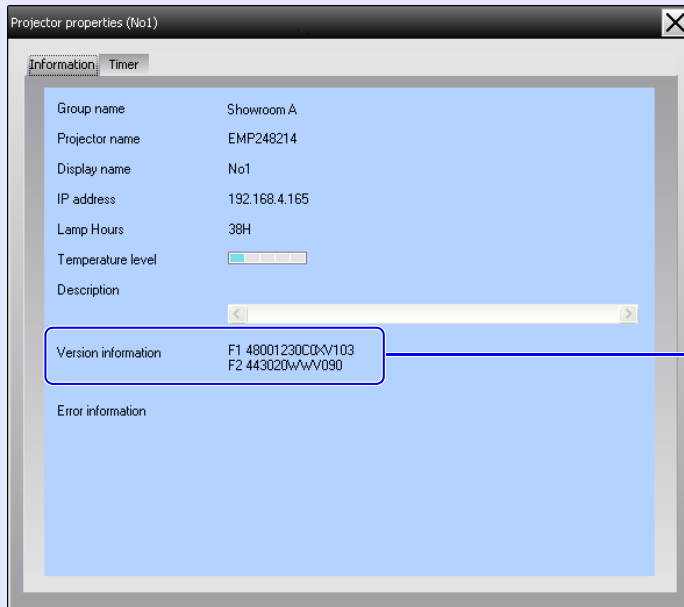 Projector properties (No1)
Information Timer
Group name Showroom A
Projector name EMP248214
Display name No1
IP address 192.168.4.165
Lamp Hours 38H
Temperature level
Description
Version information F1 48001230C0XV103
F2 443020WWV090
Error information